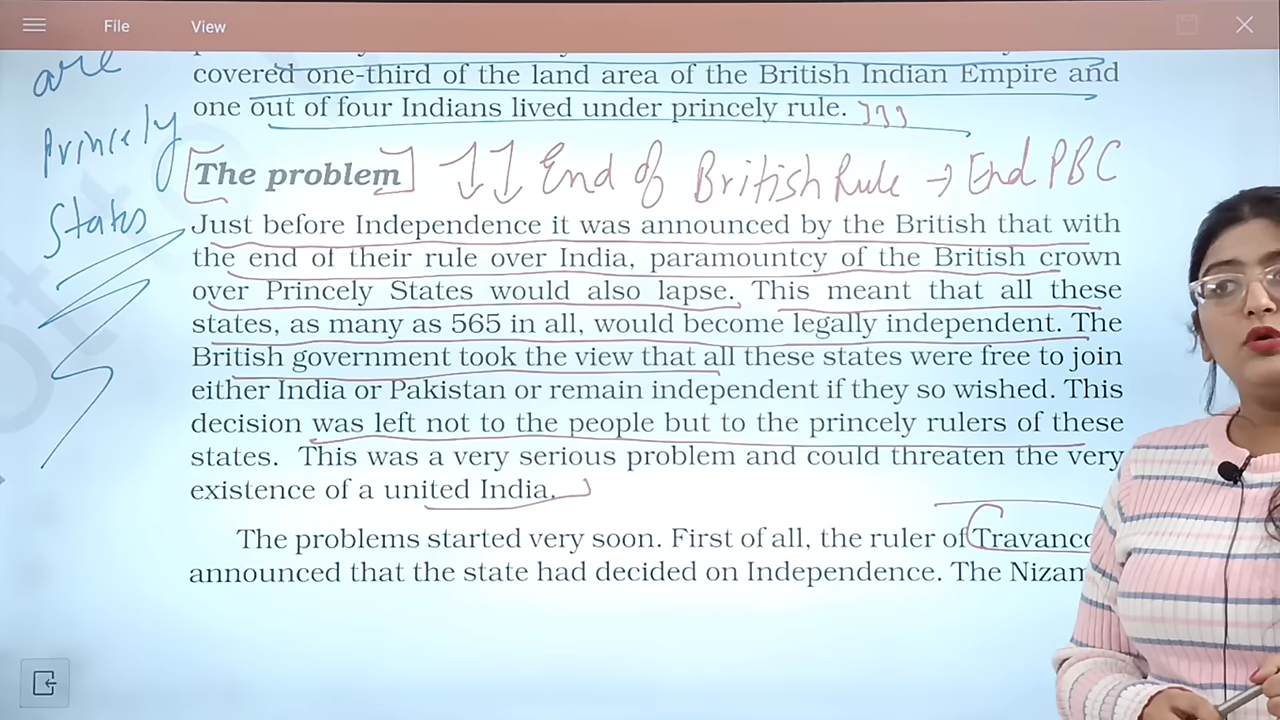 File View
are
covered one-third of the land area of the British Indian Empire and
one out of four Indians lived under princely rule.
Princely
States
The problem End of British Rule → End PBC
Just before Independence it was announced by the British that with
the end of their rule over India, paramountcy of the British crown
over Princely States would also lapse. This meant that all these
states, as many as 565 in all, would become legally independent. The
British government took the view that all these states were free to join
either India or Pakistan or remain independent if they so wished. This
decision was left not to the people but to the princely rulers of these
states. This was a very serious problem and could threaten the very
existence of a united India.
The problems started very soon. First of all, the ruler of
announced that the state had decided on Independence. The